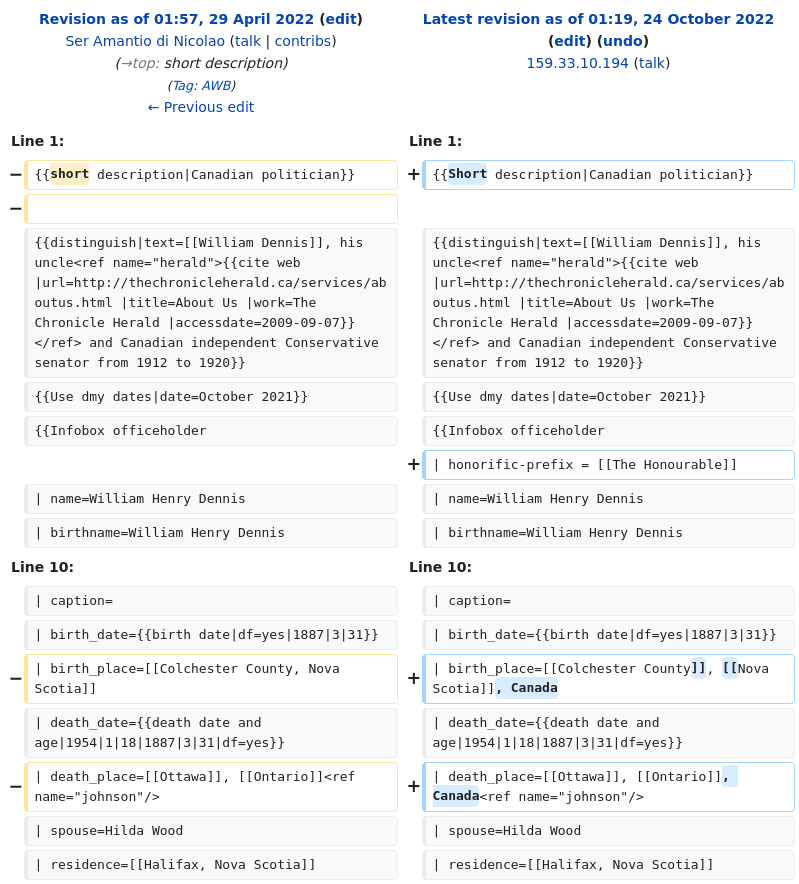 Revision as of 01:57, 29 April 2022 (edit)
Ser Amantio di Nicolao (talk | contribs)
(→top: short description)
(Tag: AWB)
← Previous edit
Latest revision as of 01:19, 24 October 2022
(edit) (undo)
159.33.10.194 (talk)
Line 1:
Line 1:
− {{short description|Canadian politician}}
+ {{Short description|Canadian politician}}
−
{{distinguish|text=[[William Dennis]], his
uncle<ref name="herald">{{cite web
|url=http://thechronicleherald.ca/services/ab
outus.html |title=About Us |work=The
Chronicle Herald |accessdate=2009-09-07}}
</ref> and Canadian independent Conservative
senator from 1912 to 1920}}
{{distinguish|text=[[William Dennis]], his
uncle<ref name="herald">{{cite web
|url=http://thechronicleherald.ca/services/ab
outus.html |title=About Us |work=The
Chronicle Herald |accessdate=2009-09-07}}
</ref> and Canadian independent Conservative
senator from 1912 to 1920}}
{{Use dmy dates|date=October 2021}}
{{Use dmy dates|date=October 2021}}
{{Infobox officeholder
{{Infobox officeholder
+ | honorific-prefix = [[The Honourable]]
| name=William Henry Dennis
| name=William Henry Dennis
| birthname=William Henry Dennis
| birthname=William Henry Dennis
Line 10:
Line 10:
| caption=
| caption=
| birth_date={{birth date|df=yes|1887|3|31}}
| birth_date={{birth date|df=yes|1887|3|31}}
− | birth_place=[[Colchester County, Nova
Scotia]]
+ | birth_place=[[Colchester County]], [[Nova
Scotia]], Canada
| death_date={{death date and
age|1954|1|18|1887|3|31|df=yes}}
| death_date={{death date and
age|1954|1|18|1887|3|31|df=yes}}
− | death_place=[[Ottawa]], [[Ontario]]<ref
name="johnson"/>
+ | death_place=[[Ottawa]], [[Ontario]],
Canada<ref name="johnson"/>
| spouse=Hilda Wood
| spouse=Hilda Wood
| residence=[[Halifax, Nova Scotia]]
| residence=[[Halifax, Nova Scotia]]